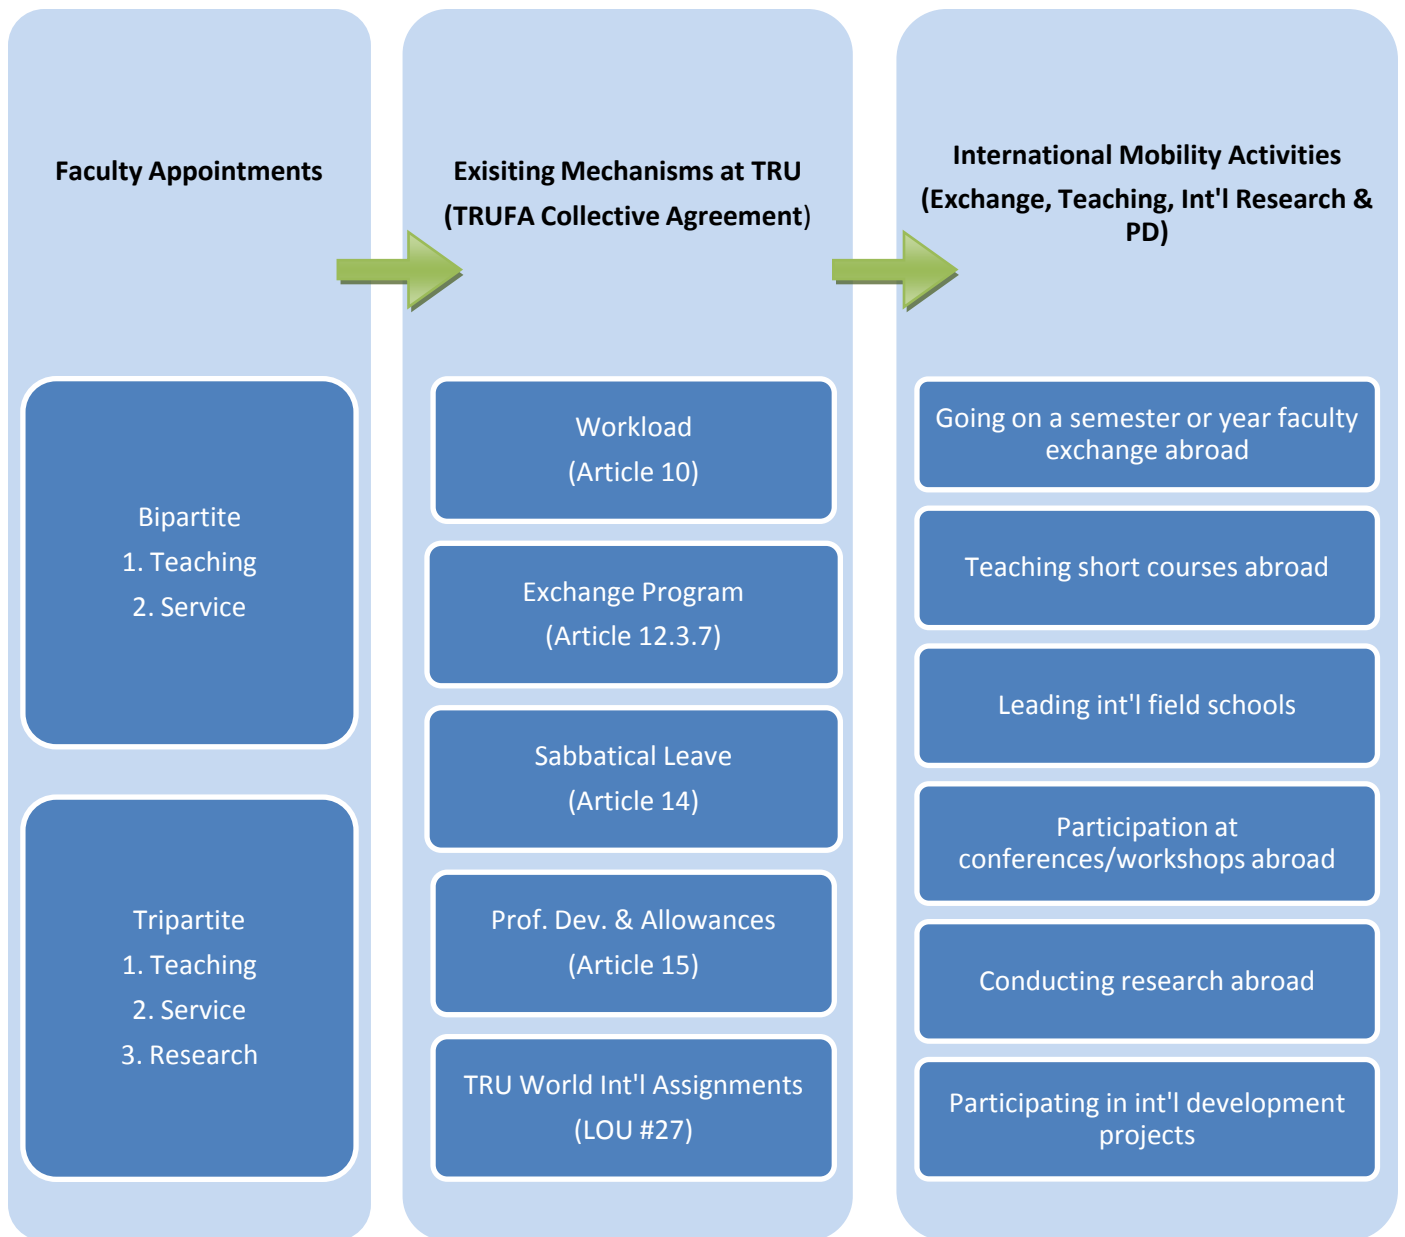 Faculty Appointments
Bipartite
1. Teaching
2. Service
Tripartite
1. Teaching
2. Service
3. Research
Exisiting Mechanisms at TRU
(TRUFA Collective Agreement)
Workload
(Article 10)
Exchange Program
(Article 12.3.7)
Sabbatical Leave
(Article 14)
Prof. Dev. & Allowances
(Article 15)
TRU World Int'l Assignments
(LOU #27)
International Mobility Activities
(Exchange, Teaching, Int'l Research &
PD)
Going on a semester or year faculty
exchange abroad
Teaching short courses abroad
Leading int'l field schools
Participation at
conferences/workshops abroad
Conducting research abroad
Participating in int'l development
projects